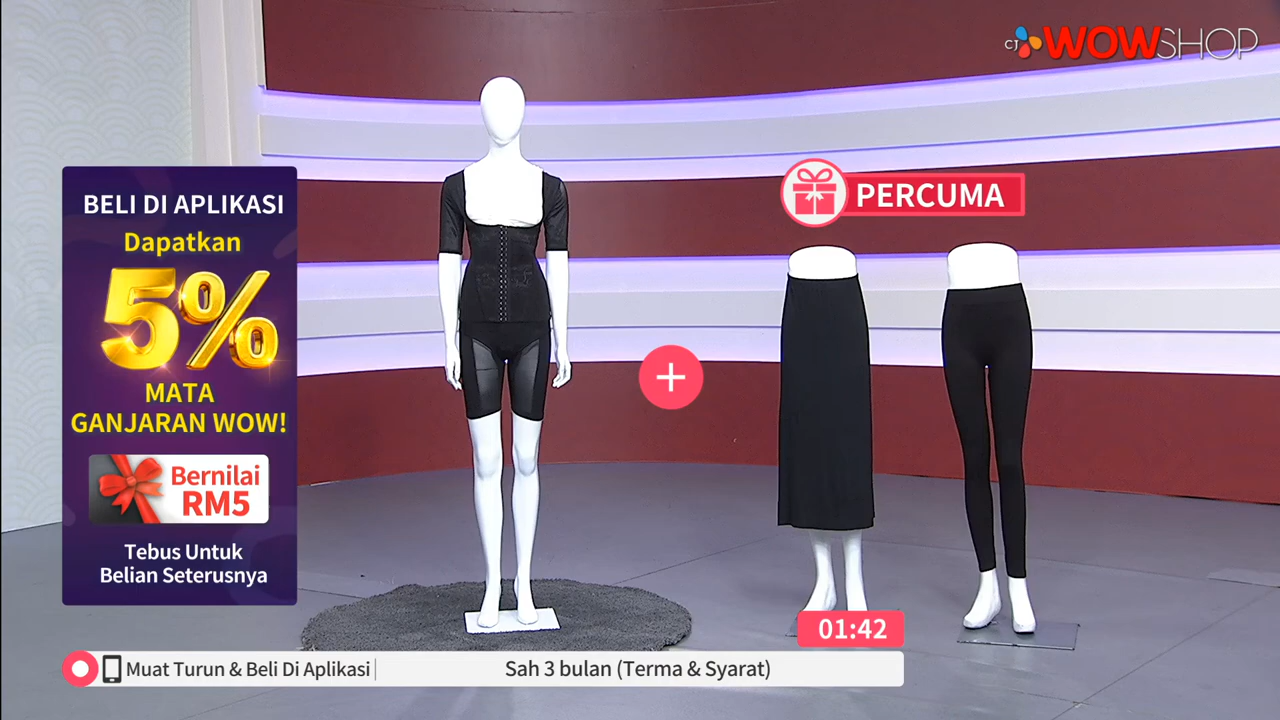 CJ WOWSHOP
BELI DI APLIKASI
Dapatkan
5%
MATA
GANJARAN WOW!
Bernilai
RM5
Tebus Untuk
Belian Seterusnya
PERCUMA
01:42
Muat Turun & Beli Di Aplikasi
Sah 3 bulan (Terma & Syarat)